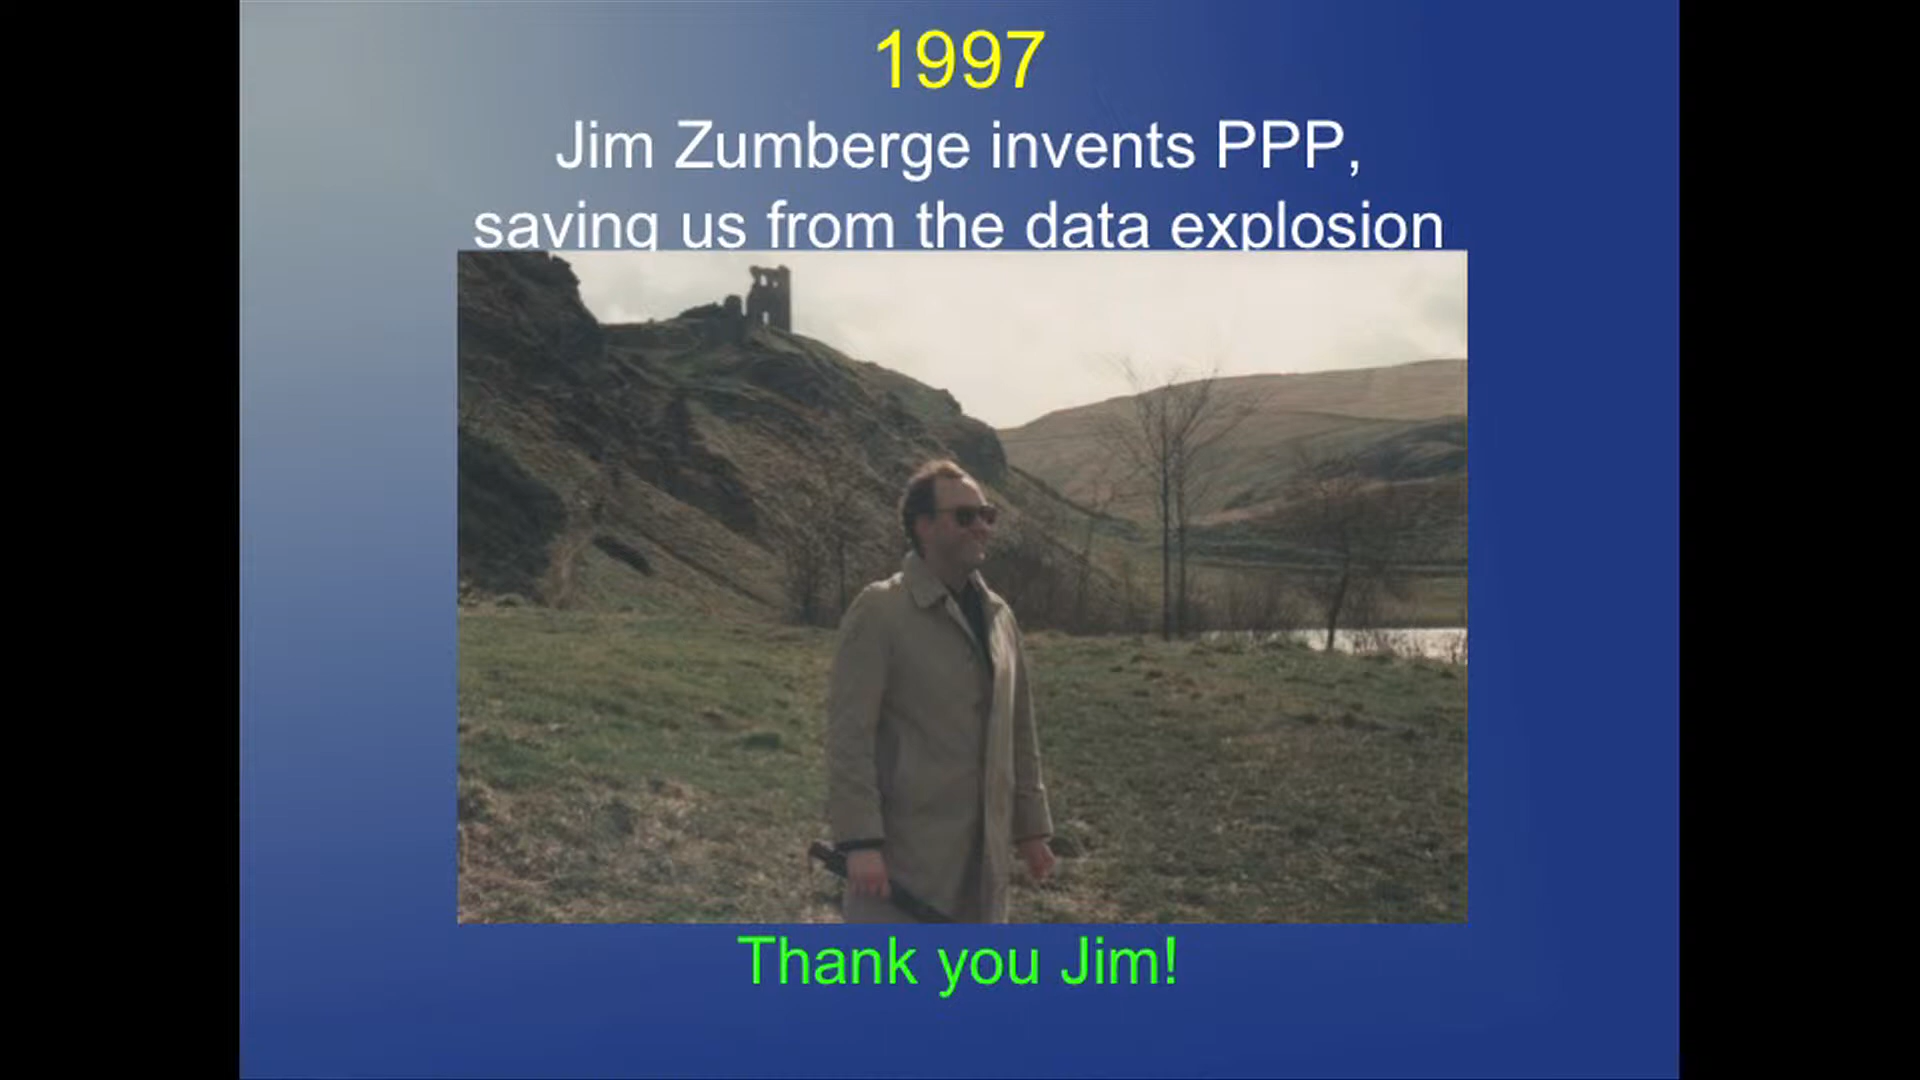 1997
Jim Zumberge invents PPP,
saving us from the data explosion
Thank you Jim!